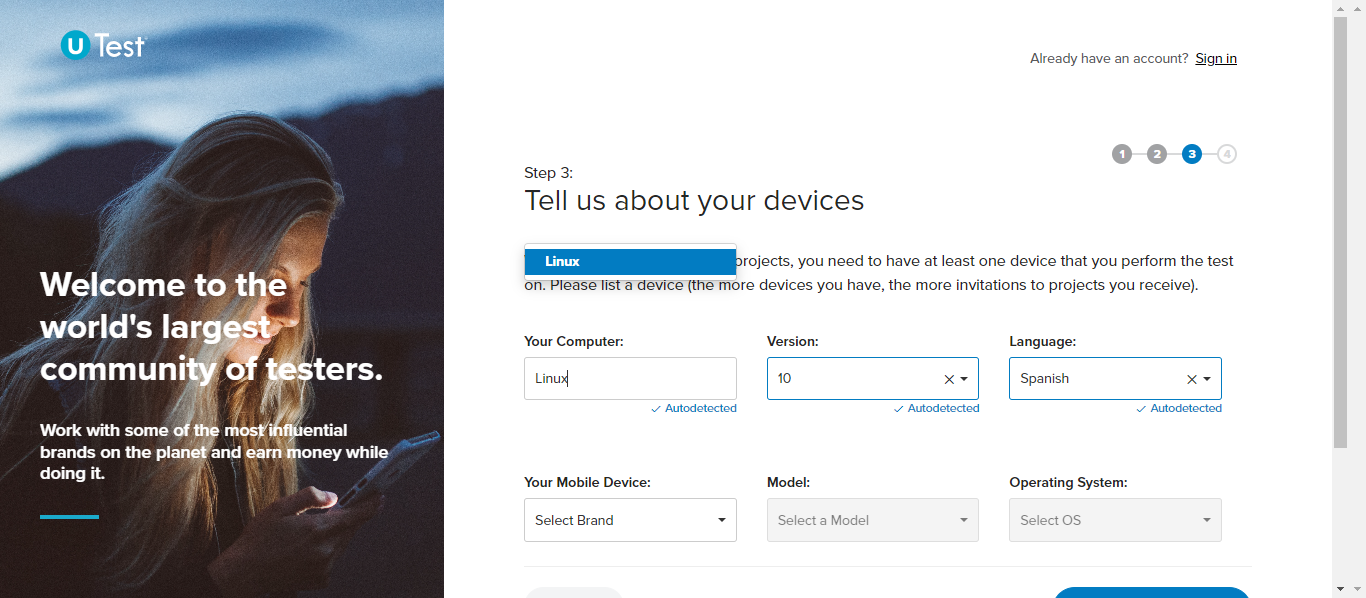 U Test
Welcome to the
world's largest
community of testers.
Work with some of the most influential
brands on the planet and earn money while
doing it.
Already have an account? Sign in
1 2 3 4
Step 3:
Tell us about your devices
Linux
projects, you need to have at least one device that you perform the test
on. Please list a device (the more devices you have, the more invitations to projects you receive).
Your Computer: Version: Language:
Linux 10 Spanish
Autodetected Autodetected Autodetected
Your Mobile Device: Model: Operating System:
Select Brand Select a Model Select OS